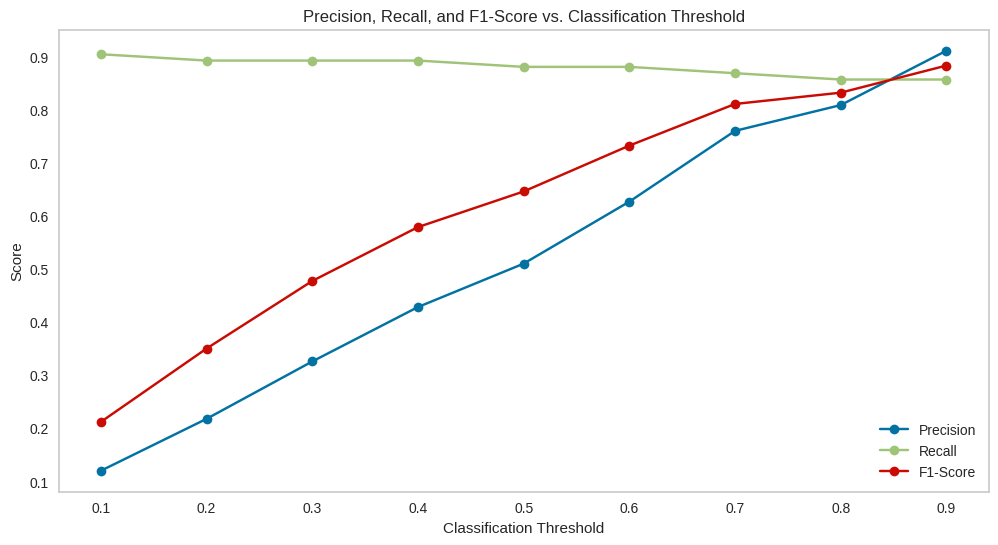 Precision, Recall, and F1-Score vs. Classification Threshold
Score
0.9
0.8
0.7
0.6
0.5
0.4
0.3
0.2
0.1
Precision
Recall
F1-Score
0.1 0.2 0.3 0.4 0.5 0.6 0.7 0.8 0.9
Classification Threshold